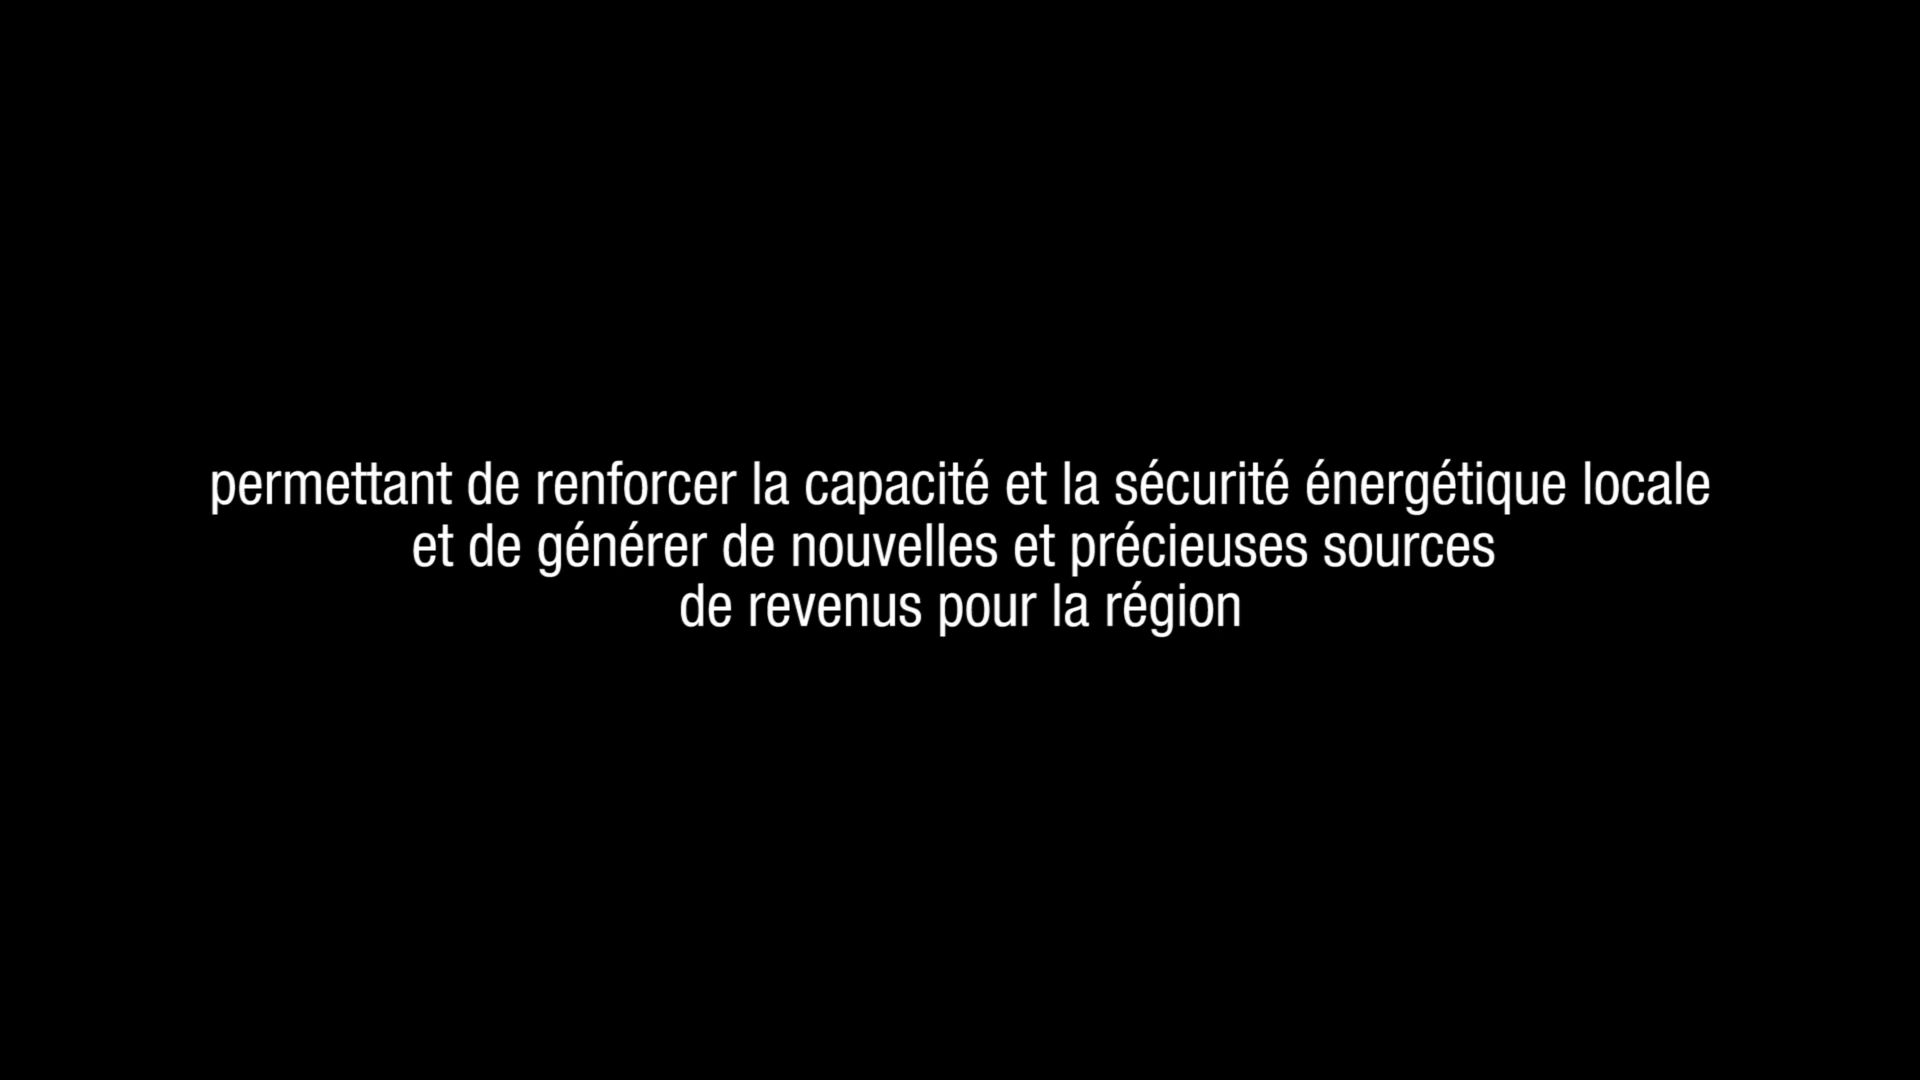 permettant de renforcer la capacité et la sécurité énergétique locale
et de générer de nouvelles et précieuses sources
de revenus pour la région